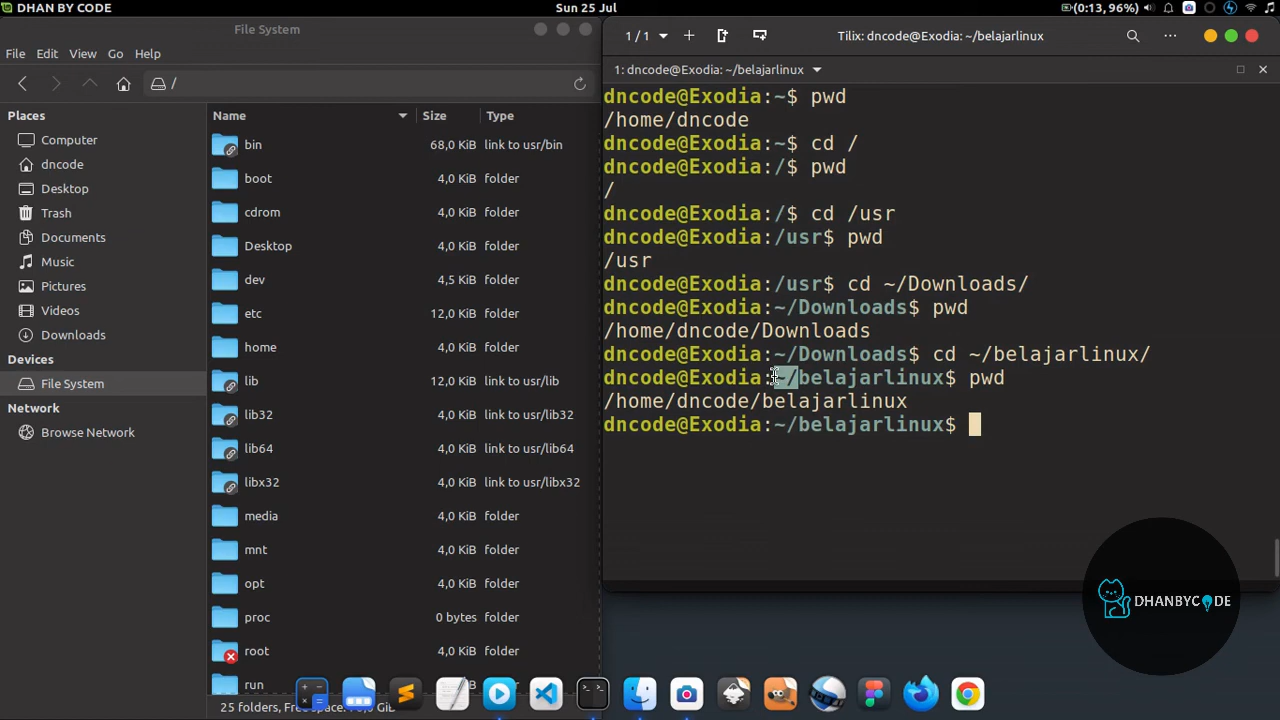 DHAN BY CODE
Sun 25 Jul
(0:13, 96%)
File System
File Edit View Go Help
/
Places
Computer
dncode
Desktop
Trash
Documents
Music
Pictures
Videos
Downloads
Devices
File System
Network
Browse Network
Name Size Type
bin 68,0 KiB link to usr/bin
boot 4,0 KiB folder
cdrom 4,0 KiB folder
Desktop 4,0 KiB folder
dev 4,5 KiB folder
etc 12,0 KiB folder
home 4,0 KiB folder
lib 12,0 KiB link to usr/lib
lib32 4,0 KiB link to usr/lib32
lib64 4,0 KiB link to usr/lib64
libx32 4,0 KiB link to usr/libx32
media 4,0 KiB folder
mnt 4,0 KiB folder
opt 4,0 KiB folder
proc 0 bytes folder
root 4,0 KiB folder
run folder
25 folders, Free space:
1 / 1
Tilix: dncode@Exodia: ~/belajarlinux
1: dncode@Exodia: ~/belajarlinux
dncode@Exodia:~$ pwd
/home/dncode
dncode@Exodia:~$ cd /
dncode@Exodia:/$ pwd
/
dncode@Exodia:/$ cd /usr
dncode@Exodia:/usr$ pwd
/usr
dncode@Exodia:/usr$ cd ~/Downloads/
dncode@Exodia:~/Downloads$ pwd
/home/dncode/Downloads
dncode@Exodia:~/Downloads$ cd ~/belajarlinux/
dncode@Exodia:~/belajarlinux$ pwd
/home/dncode/belajarlinux
dncode@Exodia:~/belajarlinux$
DHANBYCODE